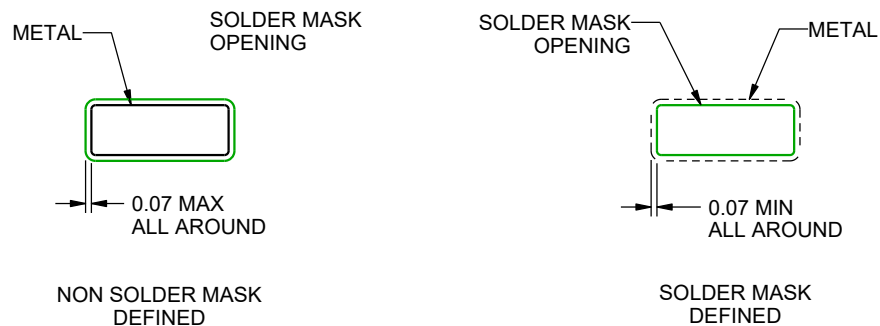 METAL
SOLDER MASK
OPENING
0.07 MAX
ALL AROUND
NON SOLDER MASK
DEFINED
SOLDER MASK
OPENING
METAL
0.07 MIN
ALL AROUND
SOLDER MASK
DEFINED